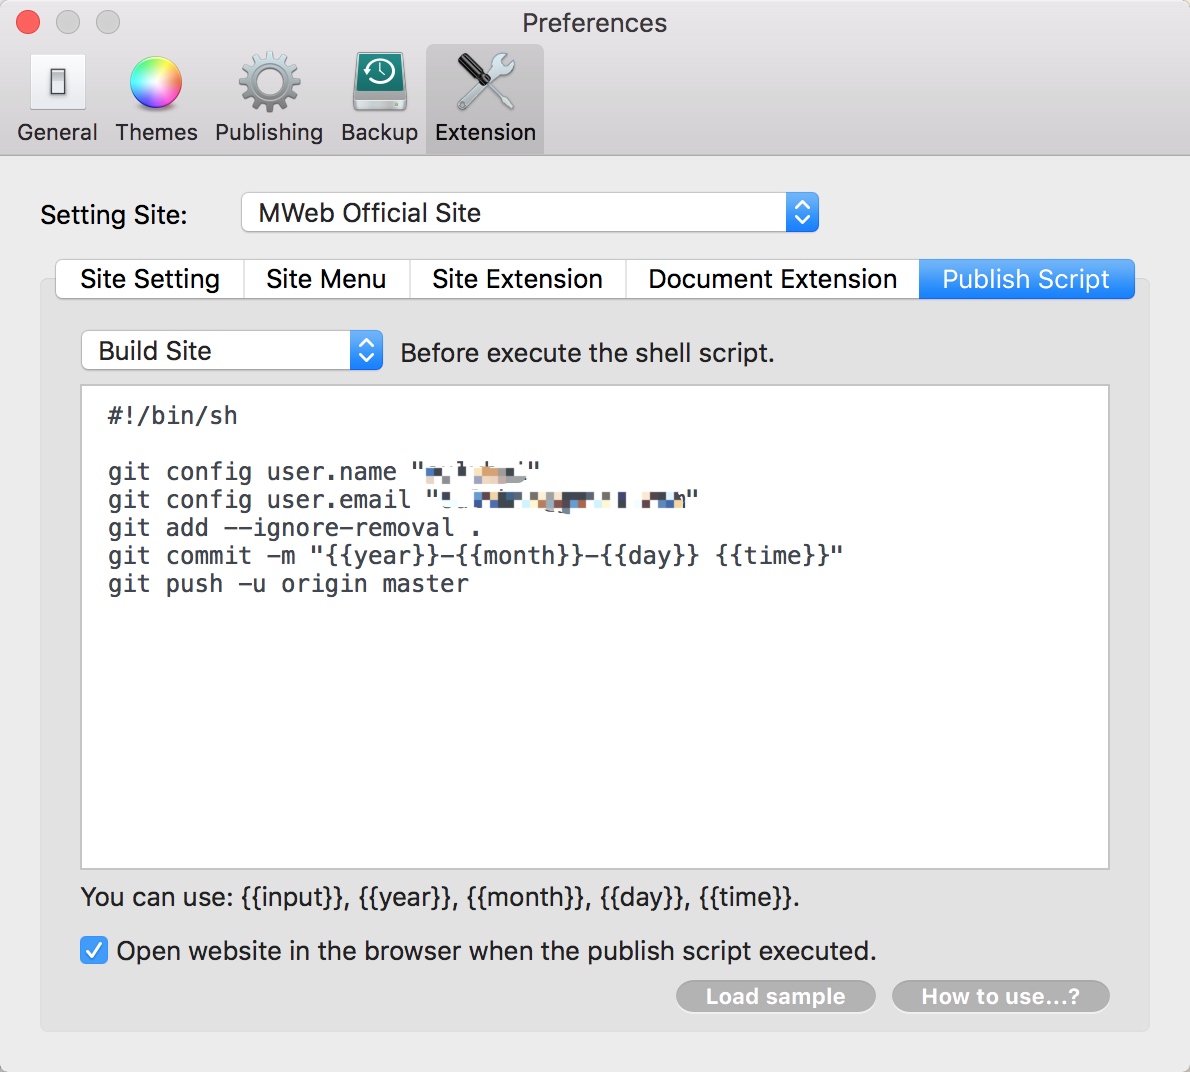 Preferences
General Themes Publishing Backup Extension
Setting Site: MWeb Official Site
Site Setting Site Menu Site Extension Document Extension Publish Script
Build Site Before execute the shell script.
#!/bin/sh
git config user.name "
git config user.email "
git add --ignore-removal .
git commit -m "{{year}}-{{month}}-{{day}} {{time}}"
git push -u origin master
You can use: {{input}}, {{year}}, {{month}}, {{day}}, {{time}}.
Open website in the browser when the publish script executed.
Load sample How to use...?